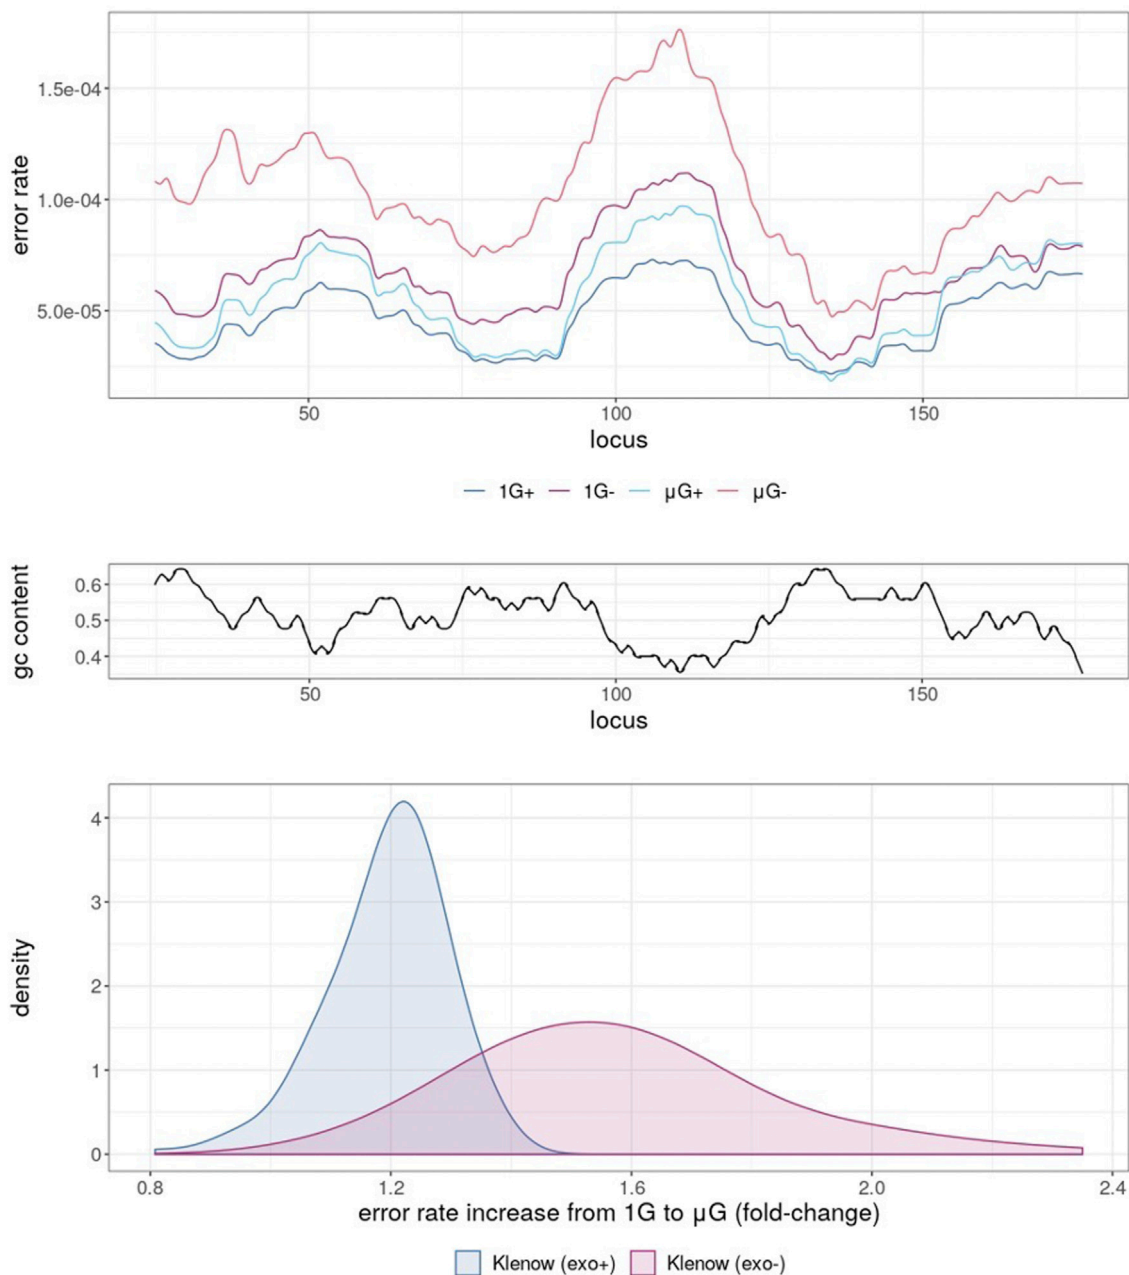 error rate
1.5e-04
1.0e-04
5.0e-05
50 100 150
locus
1G+ 1G- µG+ µG-
gc content
0.6
0.5
0.4
50 100 150
locus
density
4
3
2
1
0
0.8 1.2 1.6 2.0 2.4
error rate increase from 1G to µG (fold-change)
Klenow (exo+) Klenow (exo-)